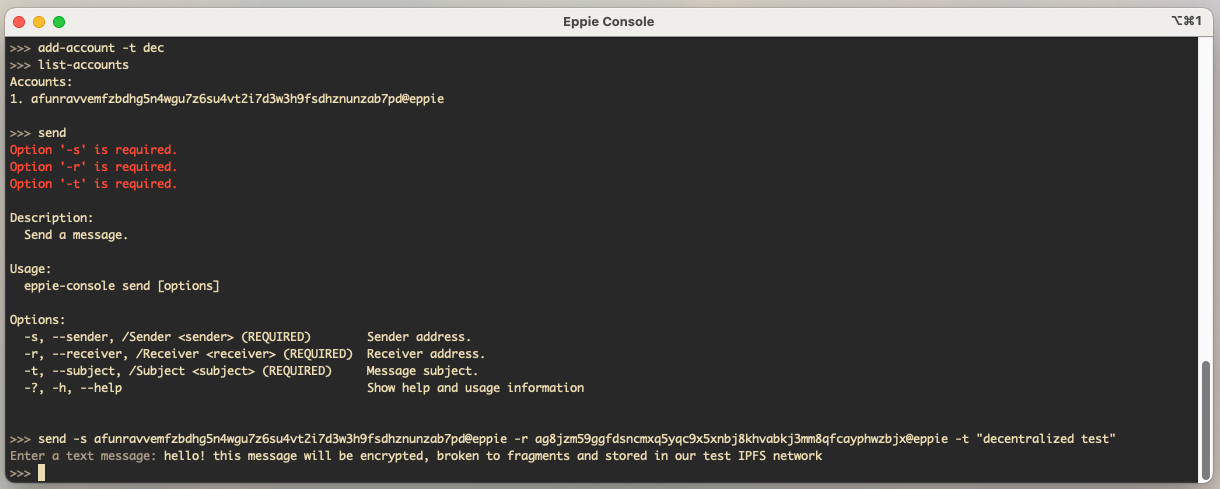 Eppie Console
⌥⌘1
>>> add-account -t dec
>>> list-accounts
Accounts:
1. afunravvemfzbdhg5n4wgu7z6su4vt2i7d3w3h9fsdhznunzab7pd@eppie
>>> send
Option '-s' is required.
Option '-r' is required.
Option '-t' is required.
Description:
  Send a message.
Usage:
  eppie-console send [options]
Options:
  -s, --sender, /Sender <sender> (REQUIRED)        Sender address.
  -r, --receiver, /Receiver <receiver> (REQUIRED)  Receiver address.
  -t, --subject, /Subject <subject> (REQUIRED)     Message subject.
  -?, -h, --help                                   Show help and usage information
>>> send -s afunravvemfzbdhg5n4wgu7z6su4vt2i7d3w3h9fsdhznunzab7pd@eppie -r ag8jzm59ggfdsncmxq5yqc9x5xnbj8khvabkj3mm8qfcayphwzbjx@eppie -t "decentralized test"
Enter a text message: hello! this message will be encrypted, broken to fragments and stored in our test IPFS network
>>>